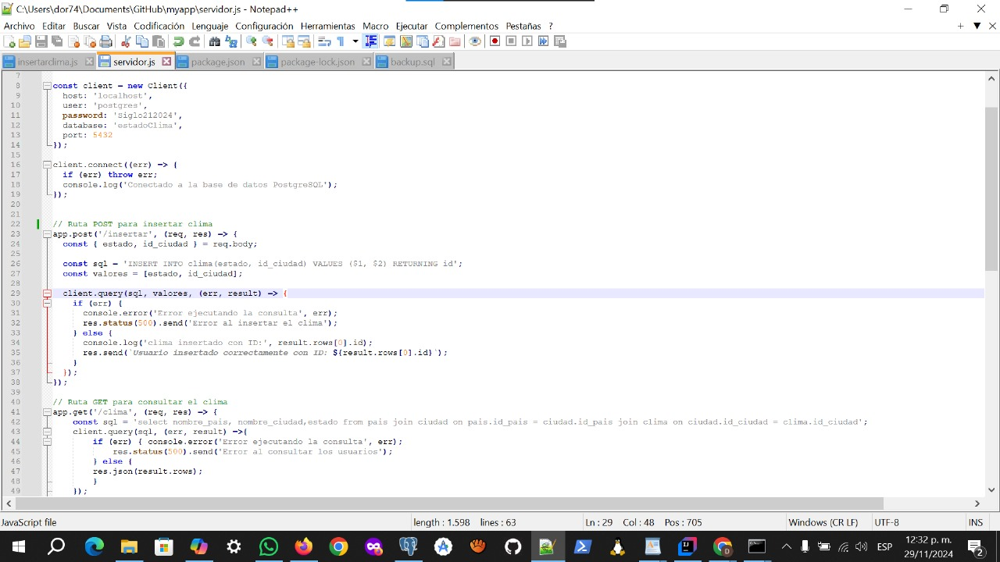 C:\Users\dor74\Documents\GitHub\myapp\servidor.js - Notepad++
Archivo Editar Buscar Vista Codificación Lenguaje Configuración Herramientas Macro Ejecutar Complementos Pestañas ?
insertarclima.js servidor.js package.json package-lock.json backup.sql
7
8 const client = new Client({
9 host: 'localhost',
10 user: 'postgres',
11 password: 'Siglo212024',
12 database: 'estadoClima',
13 port: 5432
14 });
15
16 client.connect((err) => {
17 if (err) throw err;
18 console.log('Conectado a la base de datos PostgreSQL');
19 });
20
21
22 // Ruta POST para insertar clima
23 app.post('/insertar', (req, res) => {
24 const { estado, id_ciudad } = req.body;
25
26 const sql = 'INSERT INTO clima(estado, id_ciudad) VALUES ($1, $2) RETURNING id';
27 const valores = [estado, id_ciudad];
28
29 client.query(sql, valores, (err, result) => {
30 if (err) {
31 console.error('Error ejecutando la consulta', err);
32 res.status(500).send('Error al insertar el clima');
33 } else {
34 console.log('clima insertado con ID:', result.rows[0].id);
35 res.send(`Usuario insertado correctamente con ID: ${result.rows[0].id}`);
36 }
37 });
38 });
39
40 // Ruta GET para consultar el clima
41 app.get('/clima', (req, res) => {
42 const sql = 'select nombre_pais, nombre_ciudad,estado from pais join ciudad on pais.id_pais = ciudad.id_pais join clima on ciudad.id_ciudad = clima.id_ciudad';
43 client.query(sql, (err, result) =>{
44 if (err) { console.error('Error ejecutando la consulta', err);
45 res.status(500).send('Error al consultar los usuarios');
46 } else {
47 res.json(result.rows);
48 }
49 });
JavaScript file length : 1.598 lines : 63 Ln : 29 Col : 48 Pos : 705 Windows (CR LF) UTF-8 INS
ESP 12:32 p. m.
29/11/2024 2